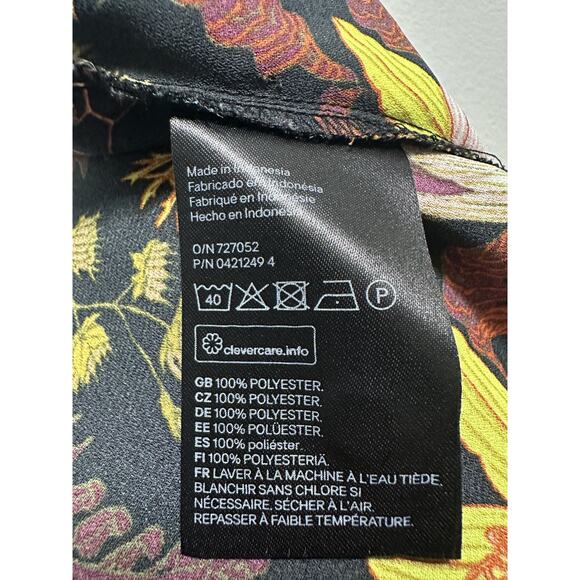 Made in Indonesia
Fabricado en Indonésia
Fabriqué en Indonésie
Hecho en Indonesia
O/N 727052
P/N 0421249 4
40 P
clevercare.info
GB 100% POLYESTER.
CZ 100% POLYESTER.
DE 100% POLYESTER.
EE 100% POLÜESTER.
ES 100% poliéster.
FI 100% POLYESTERIÄ.
FR LAVER À LA MACHINE À L'EAU TIÈDE,
BLANCHIR SANS CHLORE SI
NÉCESSAIRE, SÉCHER À L'AIR.
REPASSER À FAIBLE TEMPÉRATURE.